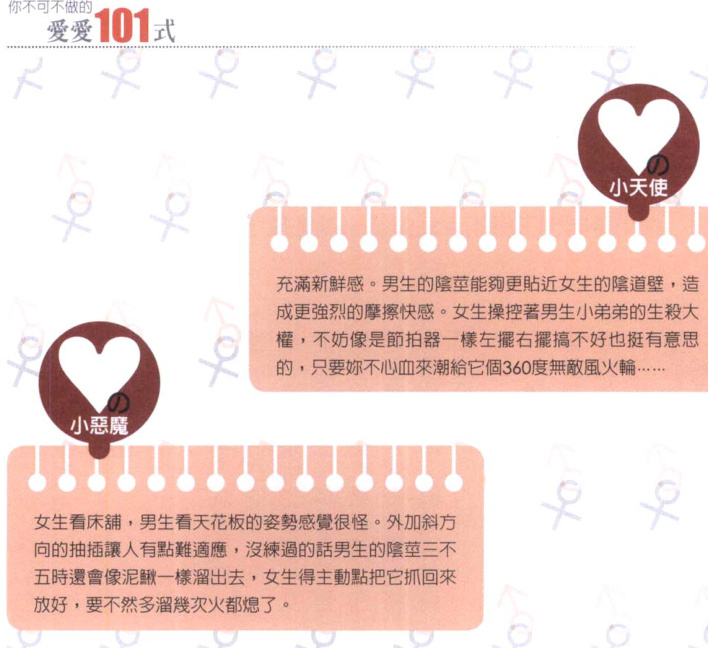 你不可不做的
愛愛101式
の
小天使
充滿新鮮感。男生的陰莖能夠更貼近女生的陰道壁，造
成更強烈的摩擦快感。女生操控著男生小弟弟的生殺大
權，不妨像是節拍器一樣左擺右擺搞不好也挺有意思
的，只要妳不心血來潮給它個360度無敵風火輪……
の
小惡魔
女生看床舖，男生看天花板的姿勢感覺很怪。外加斜方
向的抽插讓人有點難適應，沒練過的話男生的陰莖三不
五時還會像泥鰍一樣溜出去，女生得主動點把它抓回來
放好，要不然多溜幾次火都熄了。